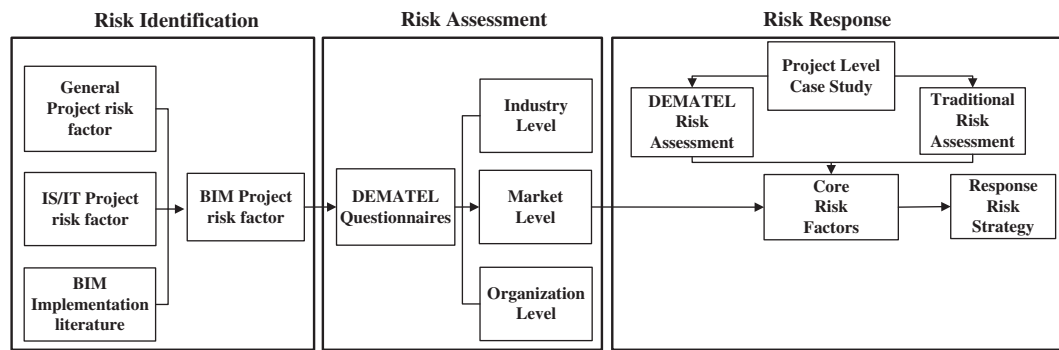 Risk Identification
Risk Assessment
Risk Response
General
Project risk
factor
IS/IT Project
risk factor
BIM
Implementation
literature
BIM Project
risk factor
DEMATEL
Questionnaires
Industry
Level
Market
Level
Organization
Level
Project Level
Case Study
DEMATEL
Risk
Assessment
Traditional
Risk
Assessment
Core
Risk
Factors
Response
Risk
Strategy